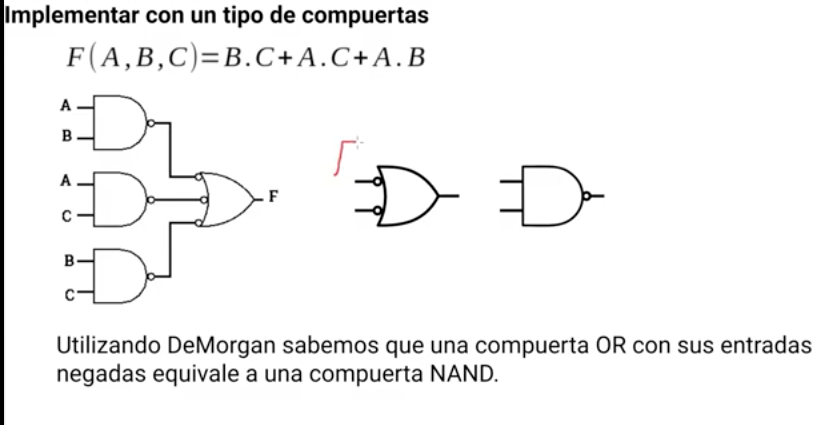 Implementar con un tipo de compuertas
F(A,B,C)=B.C+A.C+A.B
A
B
A
C
F
B
C
Utilizando DeMorgan sabemos que una compuerta OR con sus entradas
negadas equivale a una compuerta NAND.